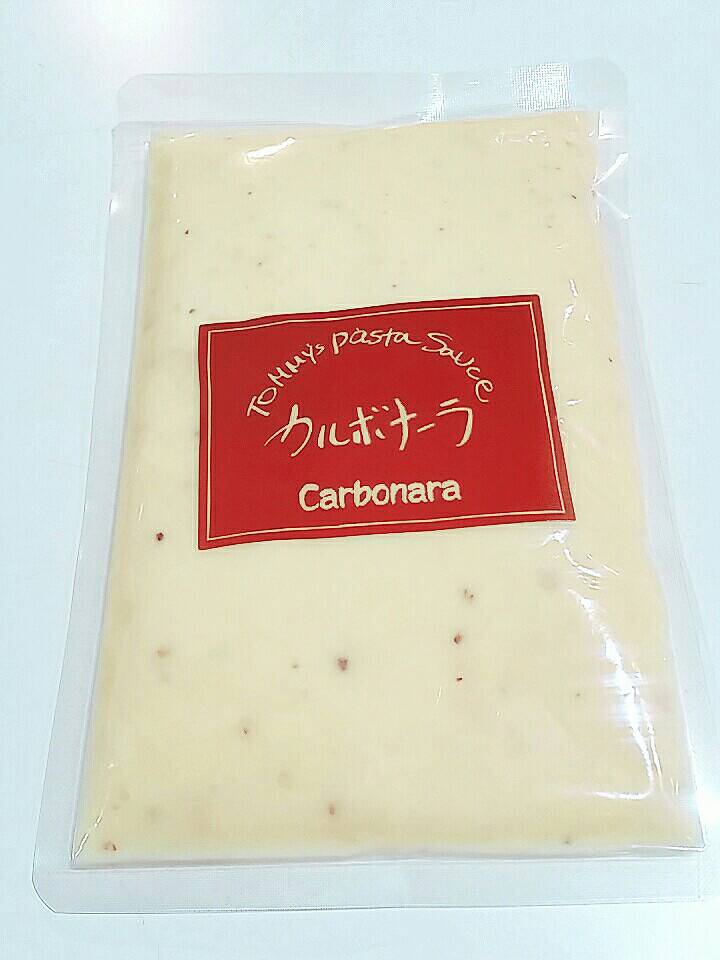 TOMMy's pasta Sauce
カルボナーラ
Carbonara